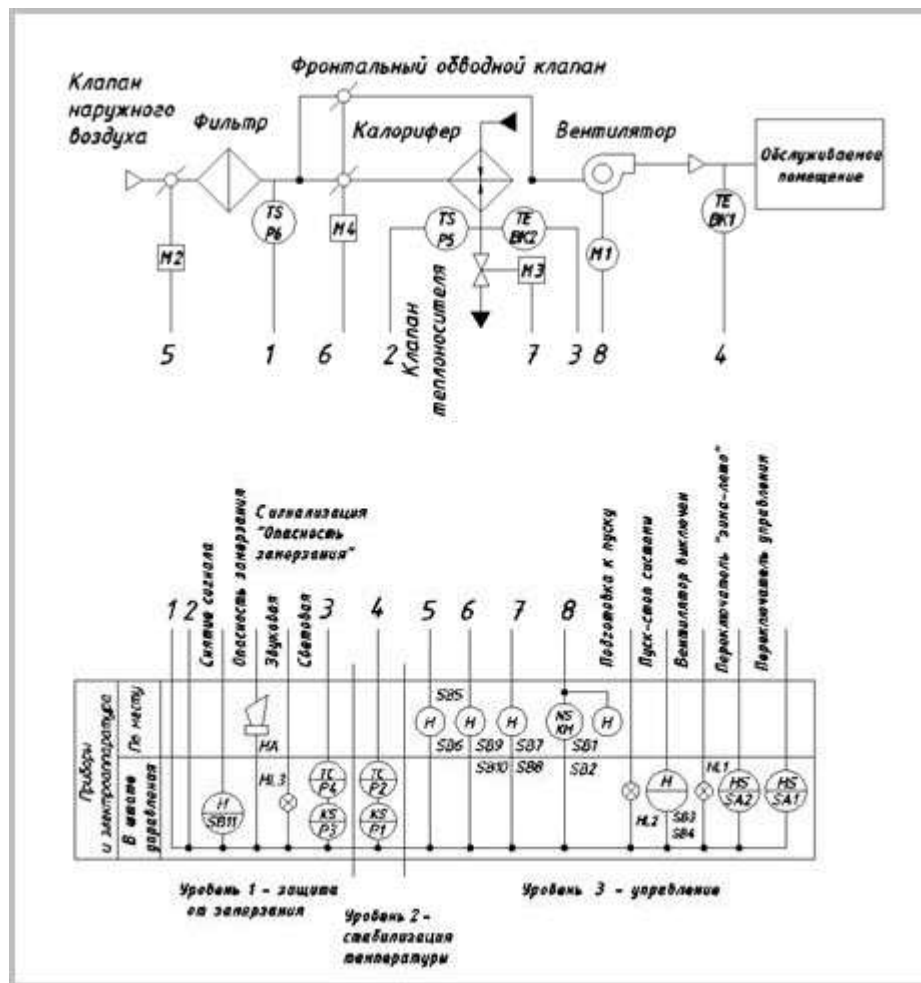 Фронтальный обводной клапан
Клапан
наружного
воздуха
Фильтр
Калорифер
Вентилятор
Обслуживаемое
помещение
TS
P6
M4
TS
P5
TE
BK2
TE
BK1
M2
M3
M1
Клапан
теплоносителя
5
1
6
2
7
3
8
4
Снятие сигнала
Опасность замерзания
Сигнализация
"Опасность
замерзания"
Звуковая
Световая
Подготовка к пуску
Пуск-стоп системы
Вентилятор выключен
Переключатель "зима-лето"
Переключатель управления
1
2
3
4
5
6
7
8
Приборы
и электроаппаратура
По месту
В щите
управления
HA
HL3
H
SB11
TC
P4
KS
P3
TC
P2
KS
P1
SB5
H
SB6
H
SB9
SB10
H
SB7
SB8
NS
KM
H
SB1
SB2
HL2
H
SB3
SB4
HL1
HS
SA2
HS
SA1
Уровень 1 - защита
от замерзания
Уровень 2 -
стабилизация
температуры
Уровень 3 - управление